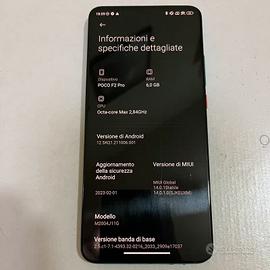 Informazioni e
specifiche dettagliate
Dispositivo
POCO F2 Pro
RAM
6,0 GB
CPU
Octa-core Max 2,84GHz
Versione di Android
12 SKQ1.211006.001
Aggiornamento
della sicurezza
Android
2023-02-01
Versione di MIUI
MIUI Global
14.0.1Stabile
Modello
M2004J11G
Versione banda di base